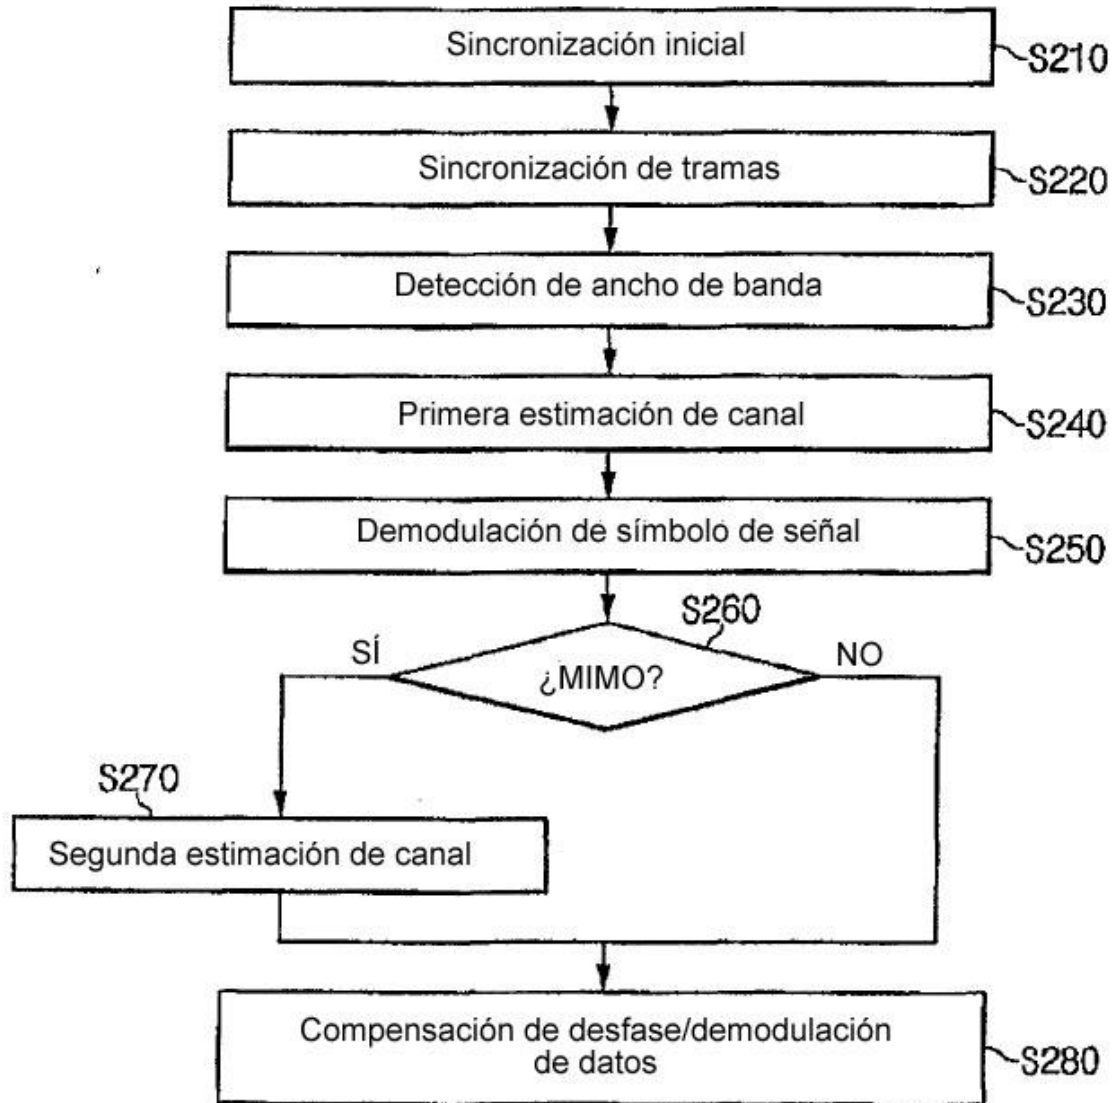 Sincronización inicial
S210
Sincronización de tramas
S220
Detección de ancho de banda
S230
Primera estimación de canal
S240
Demodulación de símbolo de señal
S250
S260
SÍ
¿MIMO?
NO
S270
Segunda estimación de canal
Compensación de desfase/demodulación
de datos
S280